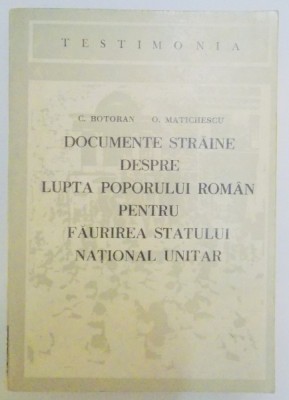 TESTIMONIA
C. BOTORAN O. MATICHESCU
DOCUMENTE STRĂINE
DESPRE
LUPTA POPORULUI ROMÂN
PENTRU
FĂURIREA STATULUI
NAȚIONAL UNITAR